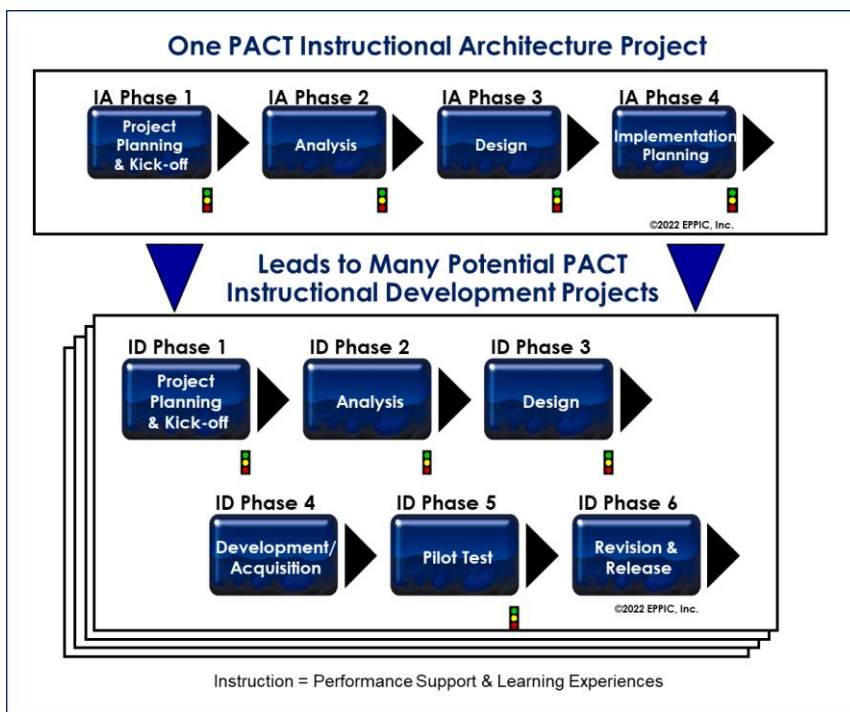 One PACT Instructional Architecture Project
IA Phase 1
Project
Planning
& Kick-off
IA Phase 2
Analysis
IA Phase 3
Design
IA Phase 4
Implementation
Planning
©2022 EPPIC, Inc.
Leads to Many Potential PACT
Instructional Development Projects
ID Phase 1
Project
Planning
& Kick-off
ID Phase 2
Analysis
ID Phase 3
Design
ID Phase 4
Development/
Acquisition
ID Phase 5
Pilot Test
ID Phase 6
Revision &
Release
©2022 EPPIC, Inc.
Instruction = Performance Support & Learning Experiences